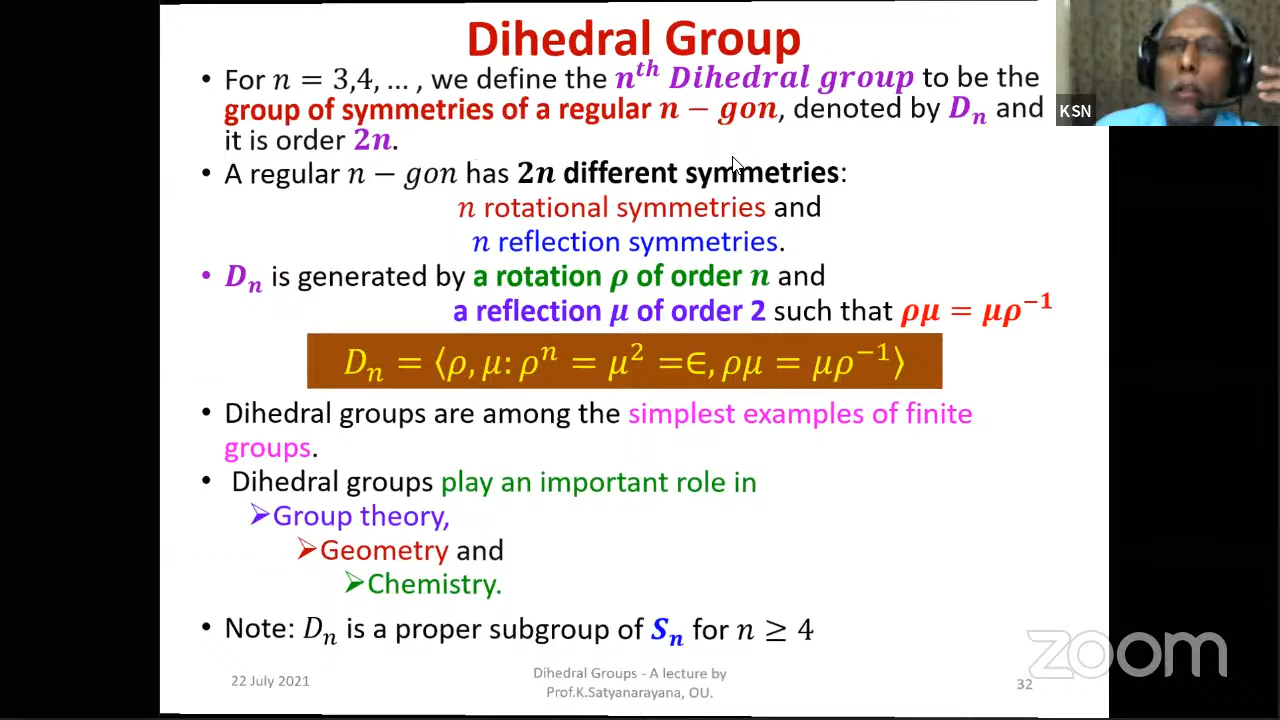 Dihedral Group
• For n = 3,4, … , we define the nᵗʰ Dihedral group to be the
group of symmetries of a regular n − gon, denoted by Dₙ and
it is order 2n.
KSN
• A regular n − gon has 2n different symmetries:
n rotational symmetries and
n reflection symmetries.
• Dₙ is generated by a rotation ρ of order n and
a reflection μ of order 2 such that ρμ = μρ⁻¹
Dₙ = ⟨ρ, μ: ρⁿ = μ² =∈, ρμ = μρ⁻¹⟩
• Dihedral groups are among the simplest examples of finite
groups.
• Dihedral groups play an important role in
➢Group theory,
➢Geometry and
➢Chemistry.
• Note: Dₙ is a proper subgroup of Sₙ for n ≥ 4
zoom
22 July 2021
Dihedral Groups - A lecture by
Prof.K.Satyanarayana, OU.
32